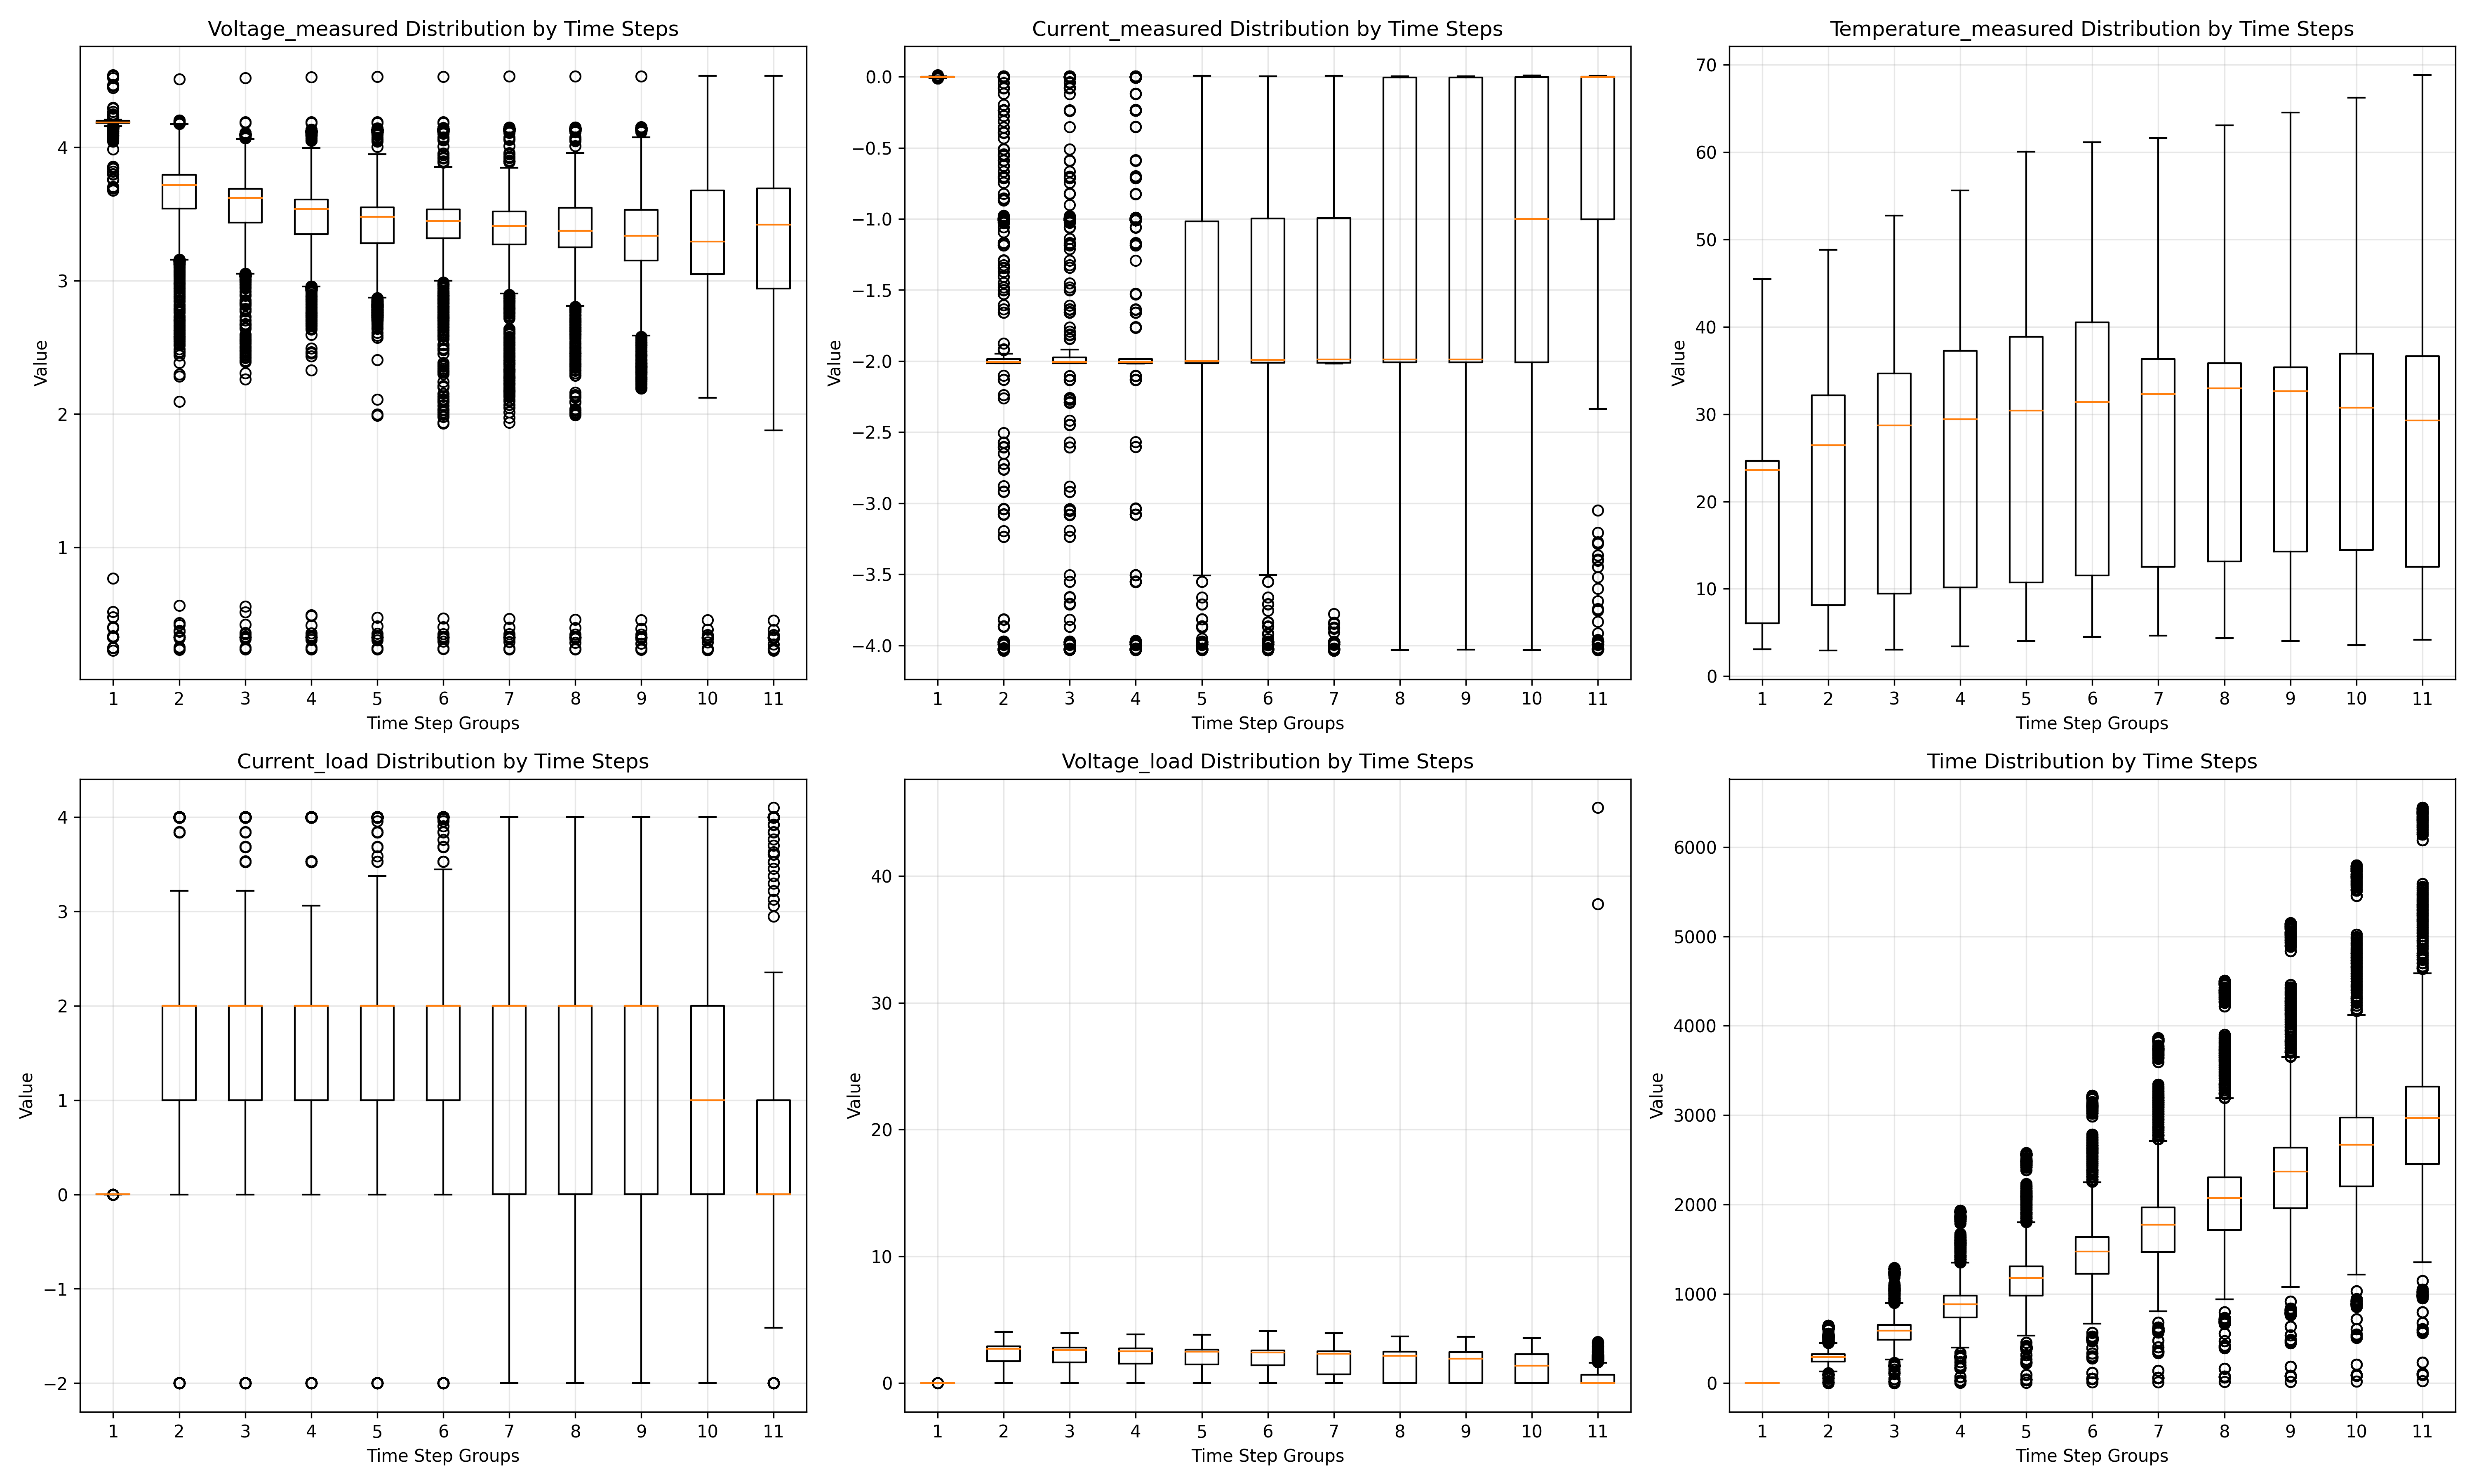 Voltage_measured Distribution by Time Steps
Value
4
3
2
1
1 2 3 4 5 6 7 8 9 10 11
Time Step Groups
Current_measured Distribution by Time Steps
Value
0.0
−0.5
−1.0
−1.5
−2.0
−2.5
−3.0
−3.5
−4.0
1 2 3 4 5 6 7 8 9 10 11
Time Step Groups
Temperature_measured Distribution by Time Steps
Value
70
60
50
40
30
20
10
0
1 2 3 4 5 6 7 8 9 10 11
Time Step Groups
Current_load Distribution by Time Steps
Value
4
3
2
1
0
−1
−2
1 2 3 4 5 6 7 8 9 10 11
Time Step Groups
Voltage_load Distribution by Time Steps
Value
40
30
20
10
0
1 2 3 4 5 6 7 8 9 10 11
Time Step Groups
Time Distribution by Time Steps
Value
6000
5000
4000
3000
2000
1000
0
1 2 3 4 5 6 7 8 9 10 11
Time Step Groups